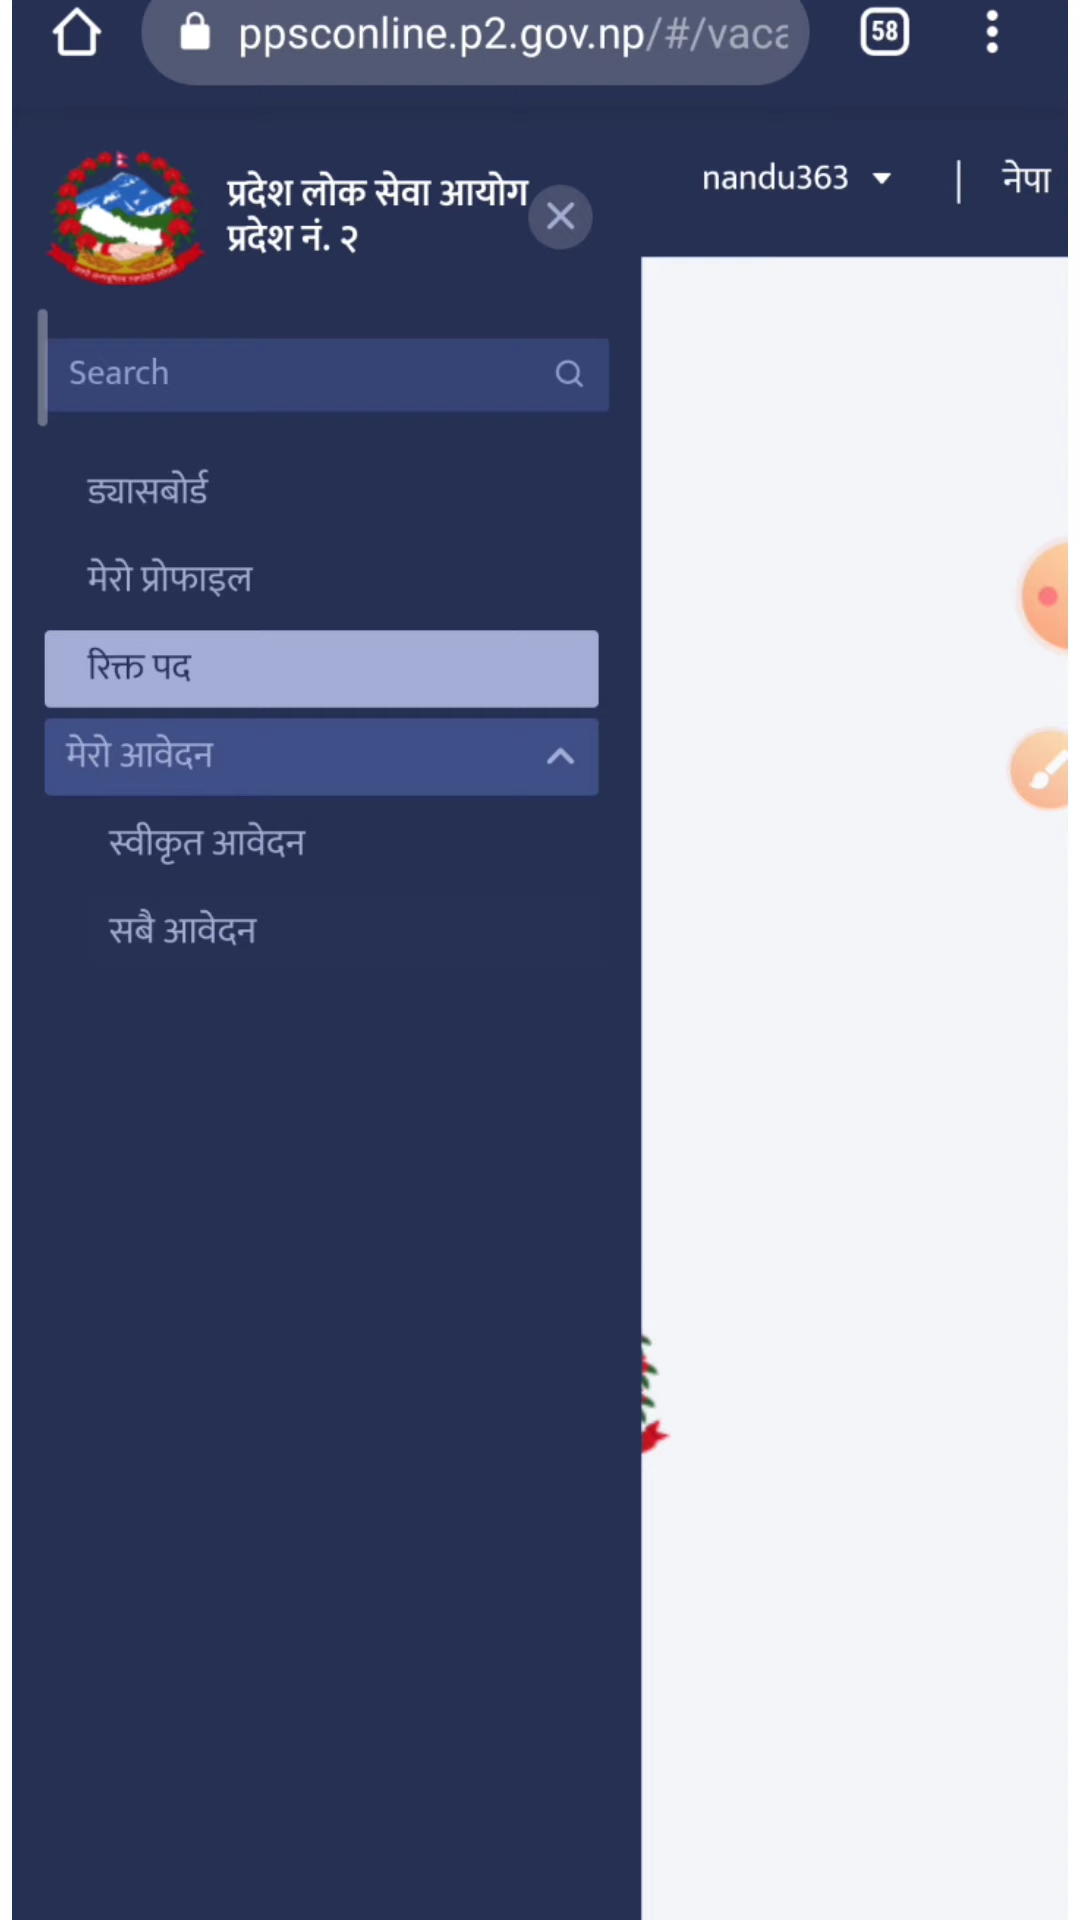 ppsconline.p2.gov.np/#/vaca
58
प्रदेश लोक सेवा आयोग
प्रदेश नं. २
nandu363
नेपा
Search
ड्यासबोर्ड
मेरो प्रोफाइल
रिक्त पद
मेरो आवेदन
स्वीकृत आवेदन
सबै आवेदन